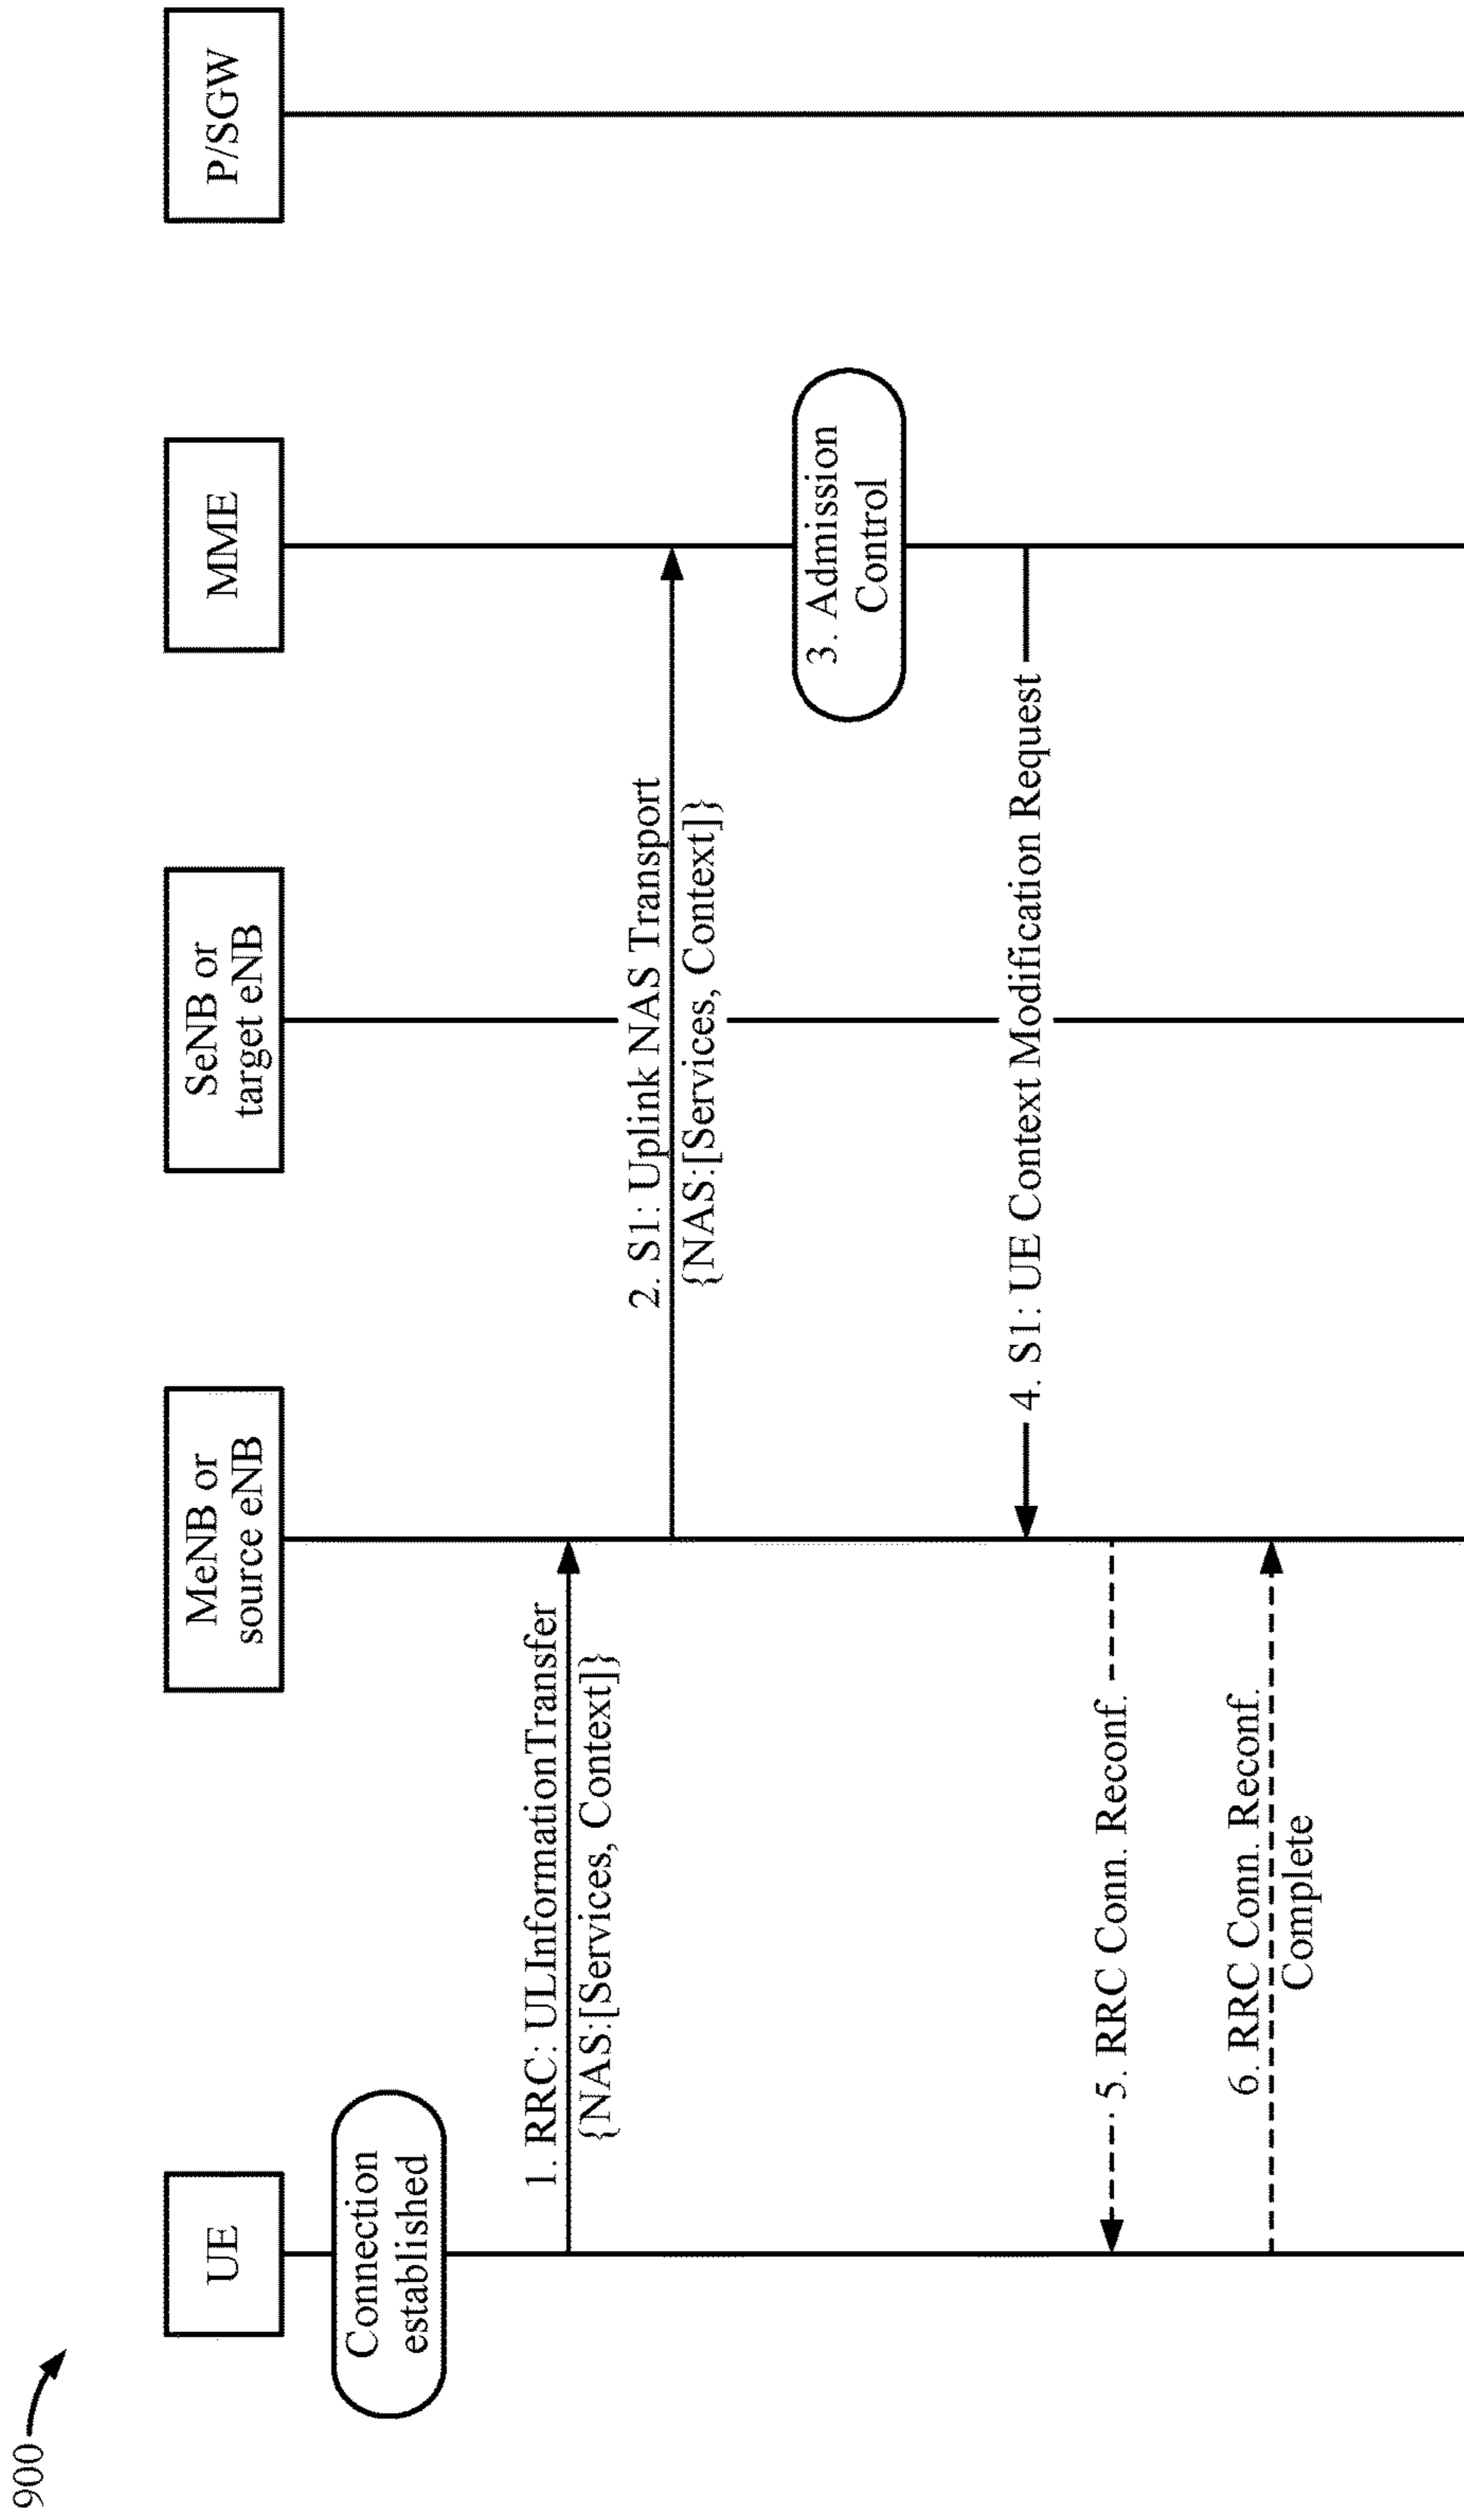 900
UE
MeNB or
source eNB
SeNB or
target eNB
MME
P/SGW
Connection
established
1. RRC: ULInformationTransfer
{NAS:[Services, Context]}
2. S1: Uplink NAS Transport
{NAS:[Services, Context]}
3. Admission
Control
4. S1: UE Context Modification Request
5. RRC Conn. Reconf.
6. RRC Conn. Reconf.
Complete